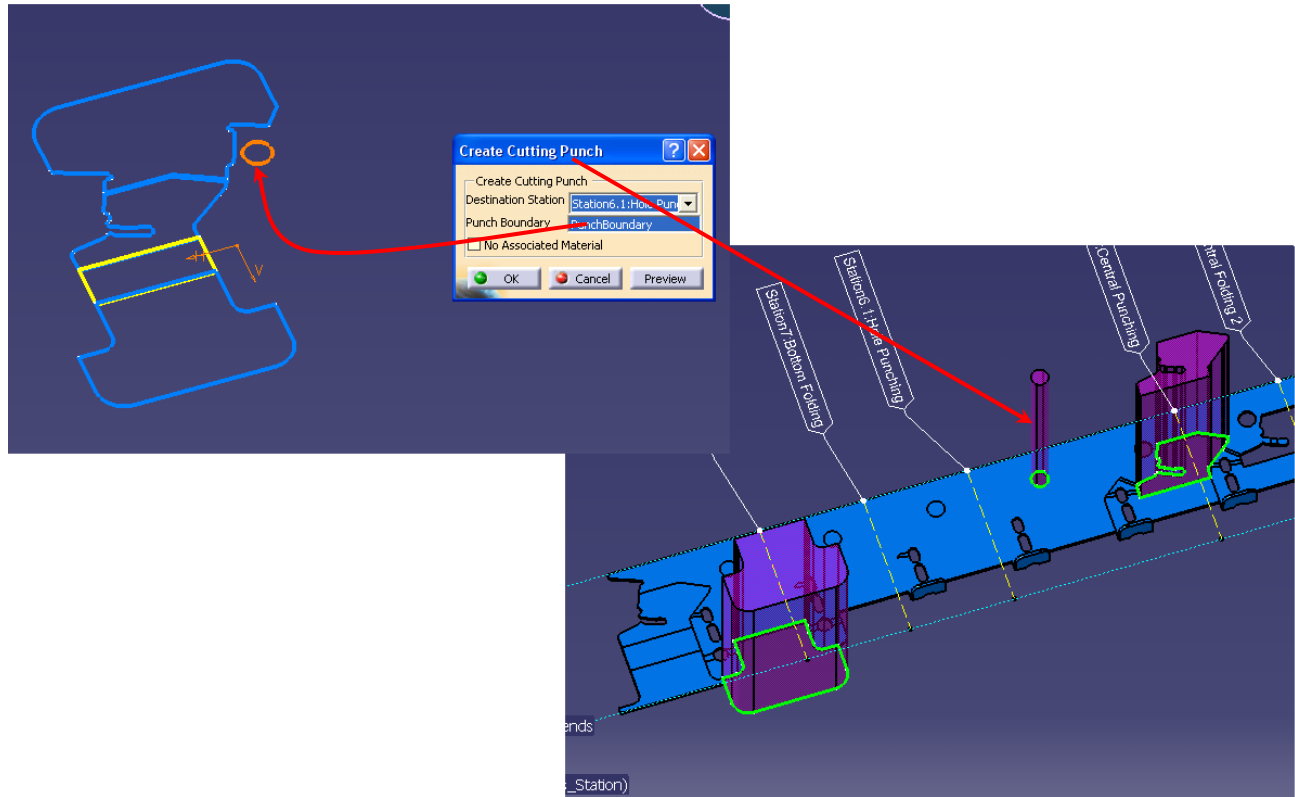 Create Cutting Punch
Create Cutting Punch
Destination Station Station6.1:Hole Pun
Punch Boundary PunchBoundary
No Associated Material
OK Cancel Preview
H
V
Station7:Bottom Folding
Station6.1:Hole Punching
:Central Punching
ntral Folding 2
ends
_Station)